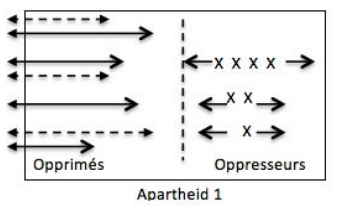 X X X X
X X
X
Opprimés Oppresseurs
Apartheid 1